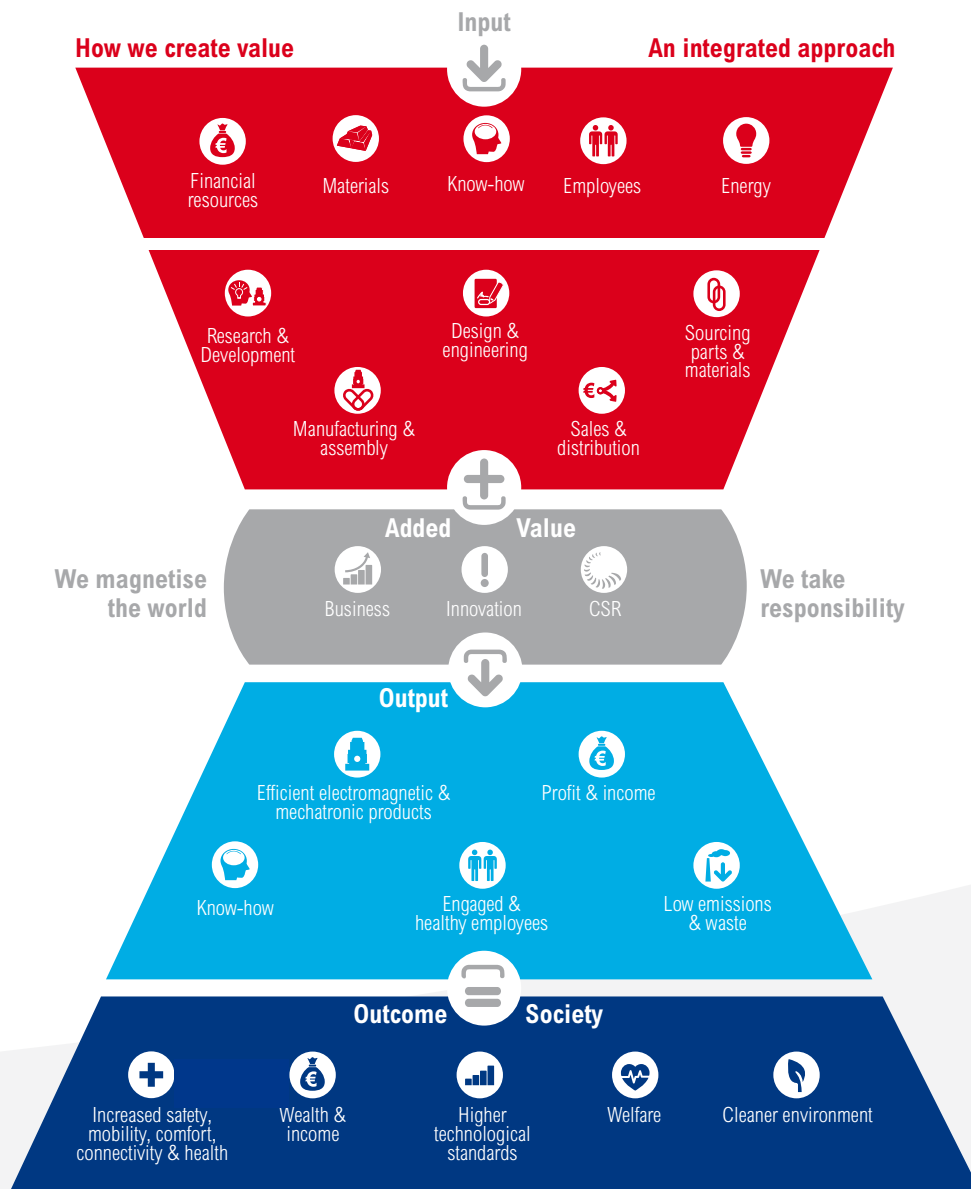 Input
How we create value
An integrated approach
Financial
resources
Materials
Know-how
Employees
Energy
Research &
Development
Design &
engineering
Sourcing
parts &
materials
Manufacturing &
assembly
Sales &
distribution
Added Value
We magnetise
the world
Business
Innovation
CSR
We take
responsibility
Output
Efficient electromagnetic &
mechatronic products
Profit & income
Know-how
Engaged &
healthy employees
Low emissions
& waste
Outcome Society
Increased safety,
mobility, comfort,
connectivity & health
Wealth &
income
Higher
technological
standards
Welfare
Cleaner environment